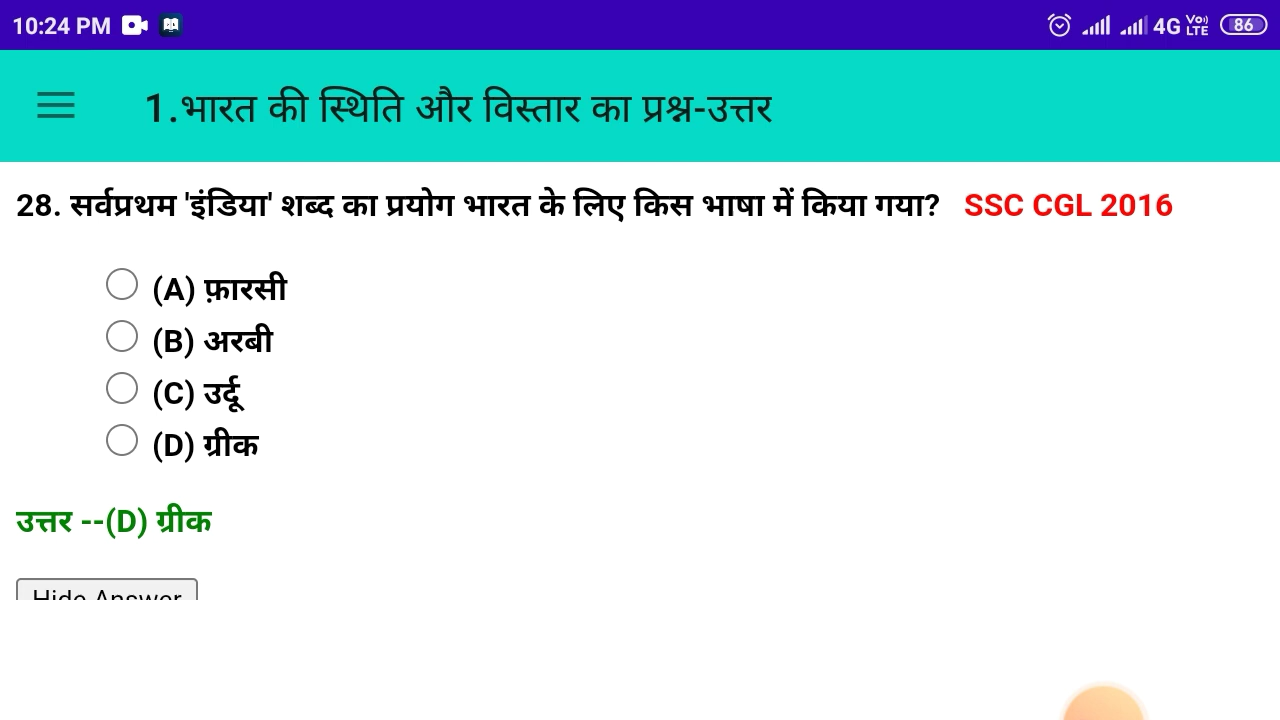 10:24 PM 4G VoLTE 86
1.भारत की स्थिति और विस्तार का प्रश्न-उत्तर
28. सर्वप्रथम 'इंडिया' शब्द का प्रयोग भारत के लिए किस भाषा में किया गया? SSC CGL 2016
(A) फ़ारसी
(B) अरबी
(C) उर्दू
(D) ग्रीक
उत्तर --(D) ग्रीक
Hide Answer